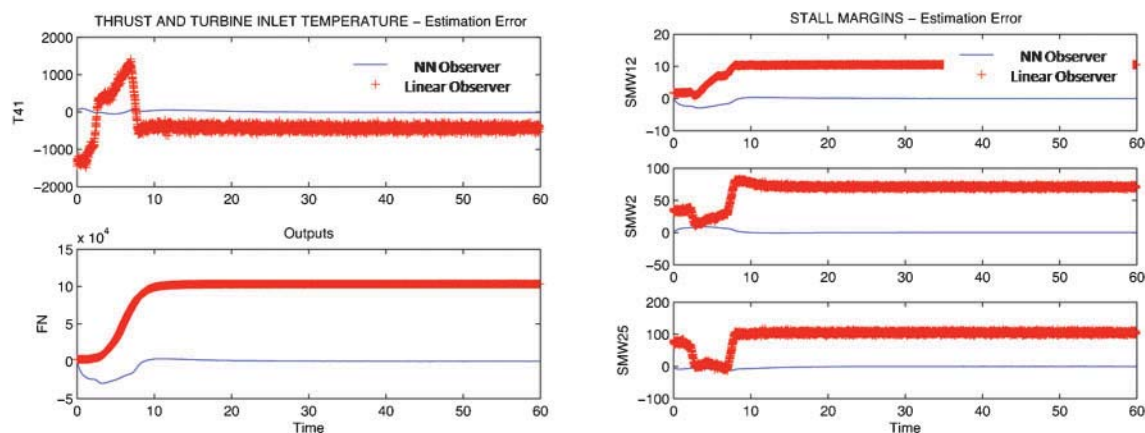 THRUST AND TURBINE INLET TEMPERATURE – Estimation Error
2000
1000
0
−1000
−2000
T41
NN Observer
Linear Observer
0 10 20 30 40 50 60
Outputs
x 10^4
15
10
5
0
−5
FN
0 10 20 30 40 50 60
Time
STALL MARGINS – Estimation Error
20
10
0
−10
SMW12
NN Observer
Linear Observer
0 10 20 30 40 50 60
100
50
0
−50
SMW2
0 10 20 30 40 50 60
200
100
0
−100
SMW25
0 10 20 30 40 50 60
Time